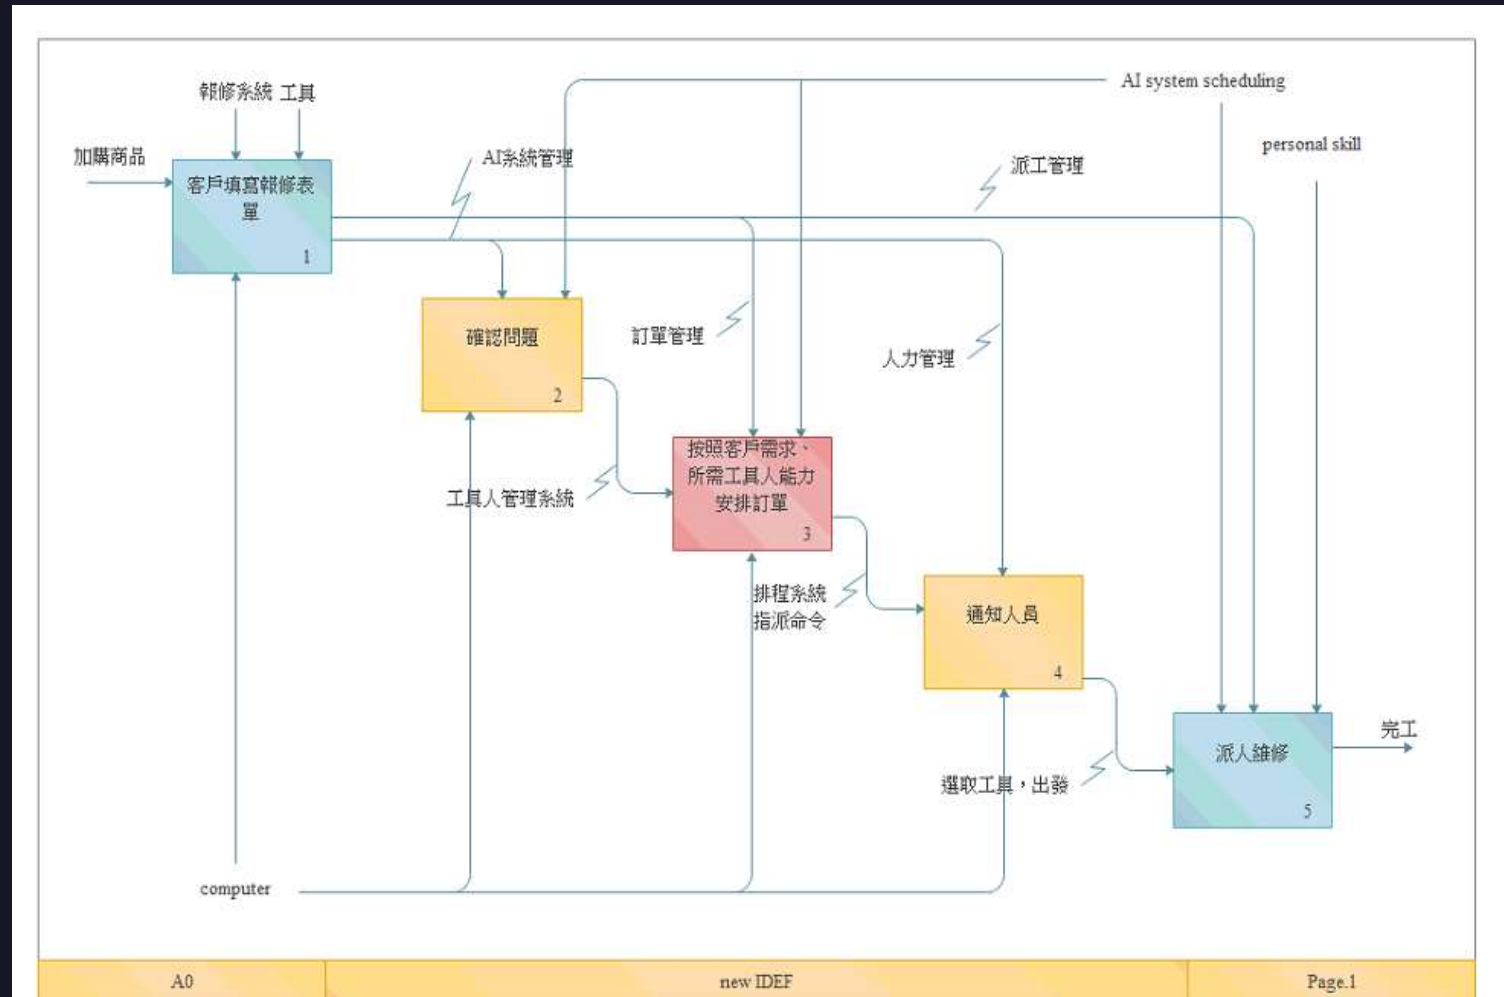 AI system scheduling
報修系統 工具
personal skill
加購商品
AI系統管理
派工管理
客戶填寫報修表
單
1
確認問題
2
訂單管理
人力管理
按照客戶需求、
所需工具人能力
安排訂單
3
工具人管理系統
排程系統
指派命令
通知人員
4
完工
派人維修
5
選取工具，出發
computer
A0
new IDEF
Page.1